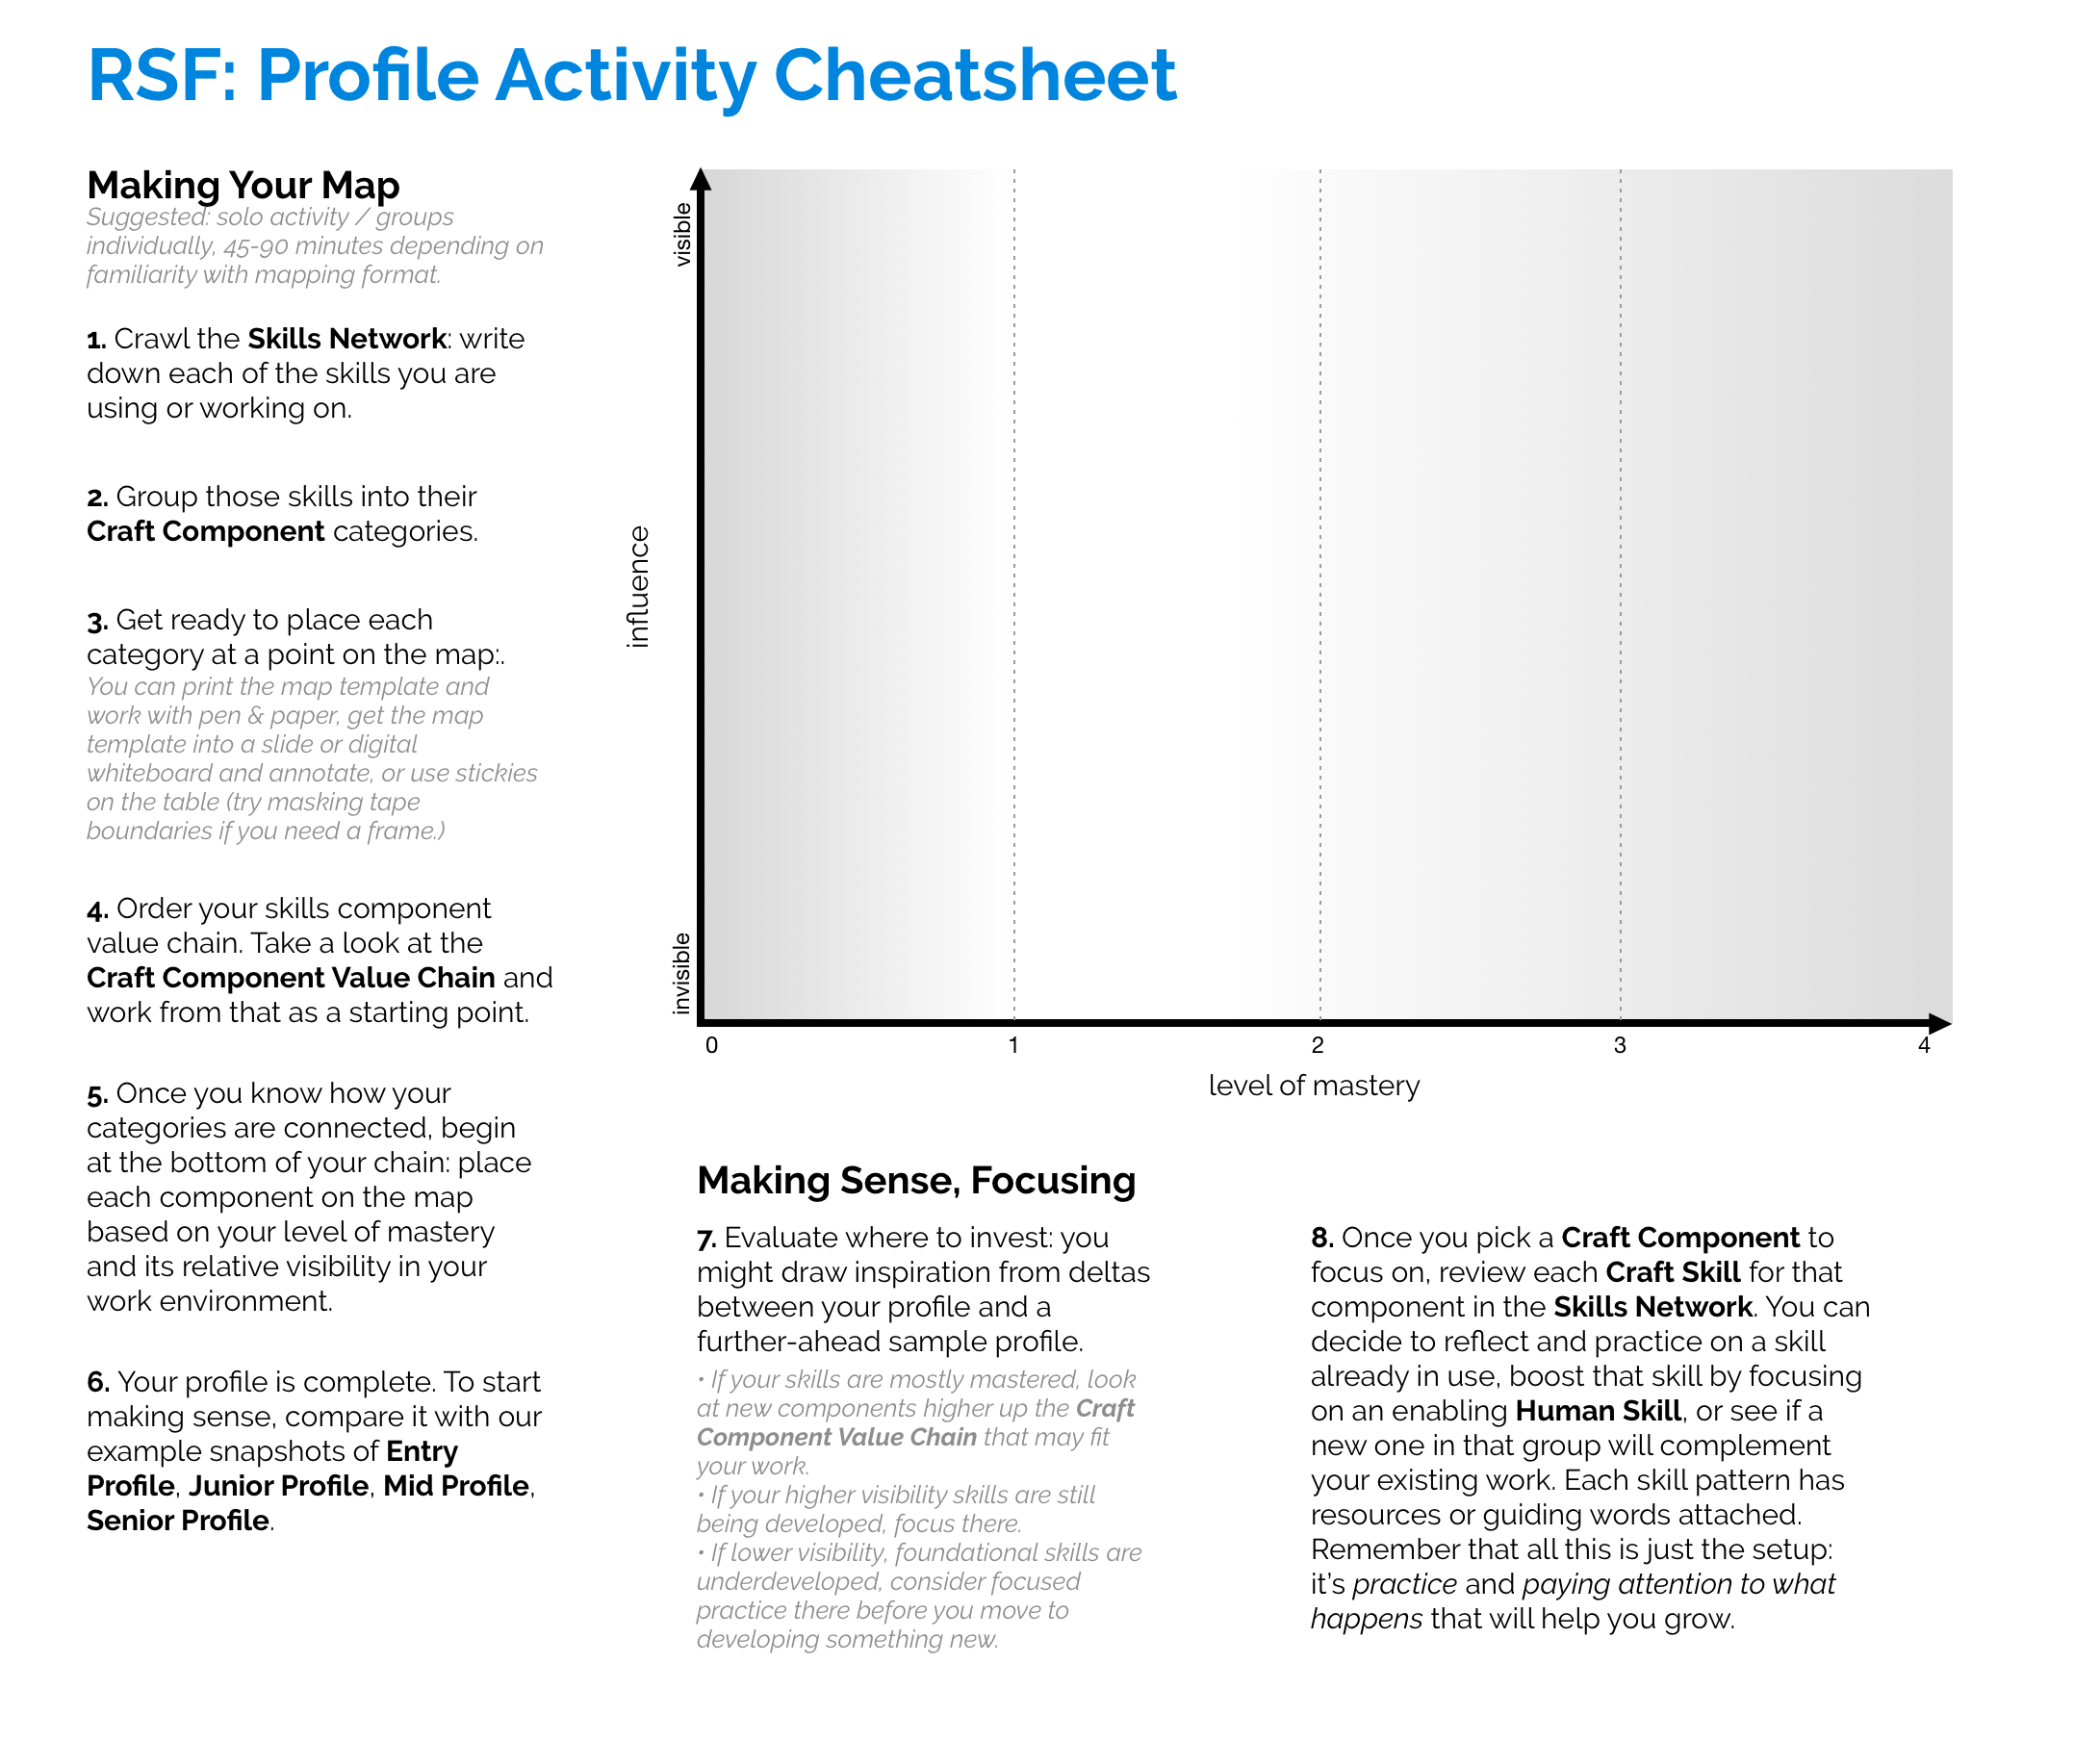 RSF: Profile Activity Cheatsheet
Making Your Map
Suggested: solo activity / groups
individually, 45-90 minutes depending on
familiarity with mapping format.
1. Crawl the Skills Network: write
down each of the skills you are
using or working on.
2. Group those skills into their
Craft Component categories.
3. Get ready to place each
category at a point on the map:.
You can print the map template and
work with pen & paper, get the map
template into a slide or digital
whiteboard and annotate, or use stickies
on the table (try masking tape
boundaries if you need a frame.)
4. Order your skills component
value chain. Take a look at the
Craft Component Value Chain and
work from that as a starting point.
5. Once you know how your
categories are connected, begin
at the bottom of your chain: place
each component on the map
based on your level of mastery
and its relative visibility in your
work environment.
6. Your profile is complete. To start
making sense, compare it with our
example snapshots of Entry
Profile, Junior Profile, Mid Profile,
Senior Profile.
visible
influence
invisible
0 1 2 3 4
level of mastery
Making Sense, Focusing
7. Evaluate where to invest: you
might draw inspiration from deltas
between your profile and a
further-ahead sample profile.
• If your skills are mostly mastered, look
at new components higher up the Craft
Component Value Chain that may fit
your work.
• If your higher visibility skills are still
being developed, focus there.
• If lower visibility, foundational skills are
underdeveloped, consider focused
practice there before you move to
developing something new.
8. Once you pick a Craft Component to
focus on, review each Craft Skill for that
component in the Skills Network. You can
decide to reflect and practice on a skill
already in use, boost that skill by focusing
on an enabling Human Skill, or see if a
new one in that group will complement
your existing work. Each skill pattern has
resources or guiding words attached.
Remember that all this is just the setup:
it's practice and paying attention to what
happens that will help you grow.